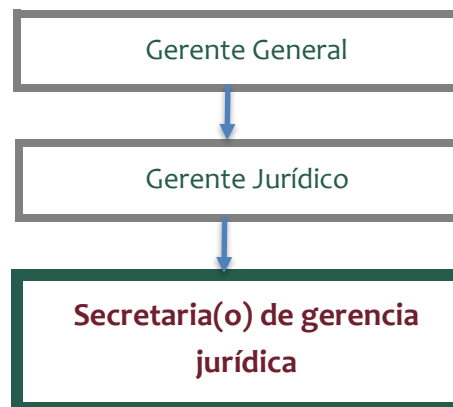 Gerente General
Gerente Jurídico
Secretaria(o) de gerencia
jurídica